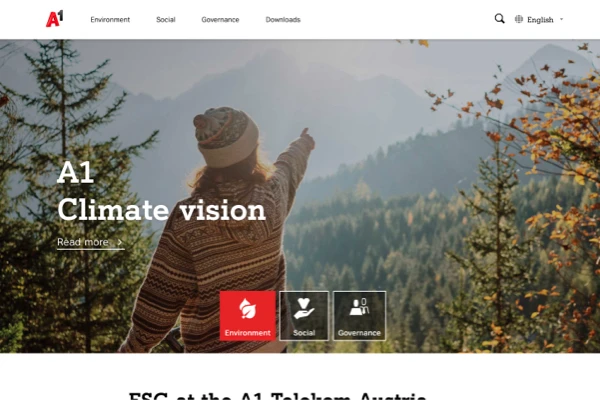 A1
Environment
Social
Governance
Downloads
English
A1
Climate vision
Read more
Environment
Social
Governance
ESG at the A1 Telekom Austria